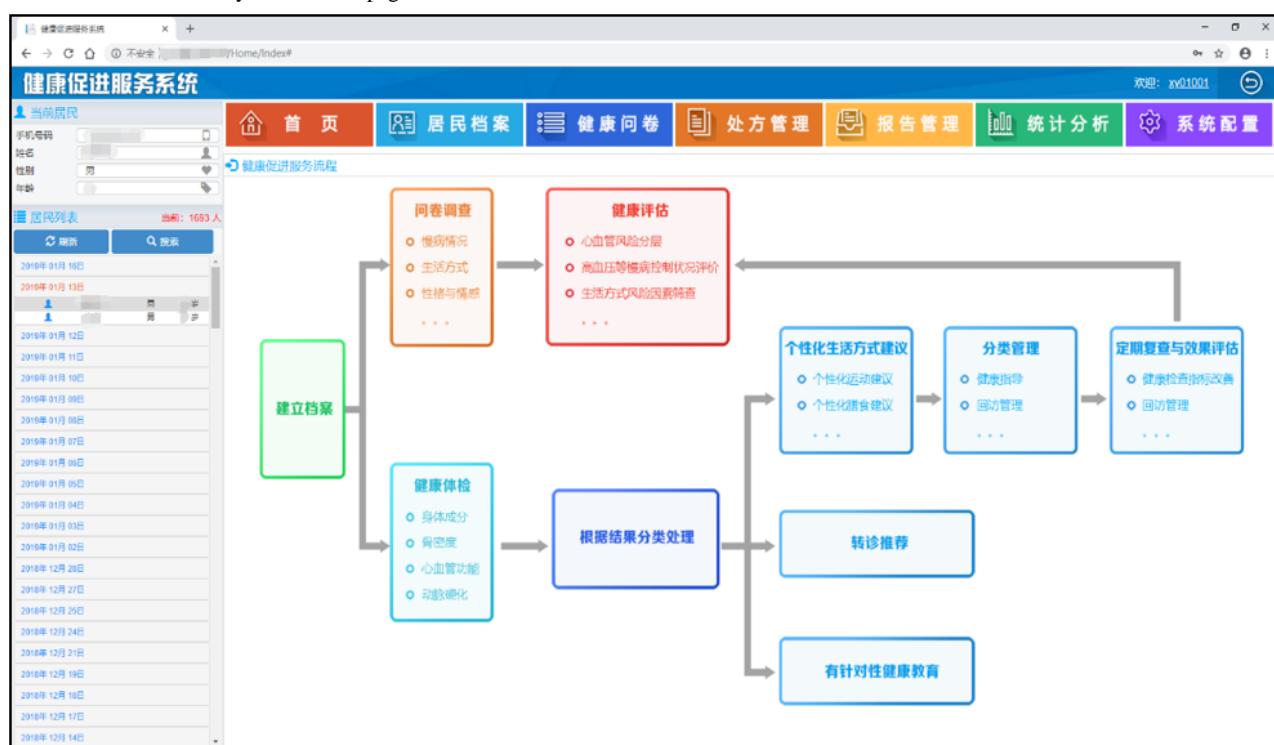 健康促进服务系统
不安全
/Home/Index#
健康促进服务系统
欢迎: xy01001
当前居民
手机号码
姓名
性别 男
年龄
居民列表 当前: 1693 人
刷新 搜索
2019年 01月 16日
2019年 01月 13日
男 岁
男 岁
2019年 01月 12日
2019年 01月 11日
2019年 01月 10日
2019年 01月 09日
2019年 01月 08日
2019年 01月 07日
2019年 01月 06日
2019年 01月 05日
2019年 01月 04日
2019年 01月 03日
2019年 01月 02日
2018年 12月 28日
2018年 12月 27日
2018年 12月 25日
2018年 12月 24日
2018年 12月 21日
2018年 12月 19日
2018年 12月 18日
2018年 12月 17日
2018年 12月 14日
首 页 居民档案 健康问卷 处方管理 报告管理 统计分析 系统配置
健康促进服务流程
建立档案
问卷调查
慢病情况
生活方式
性格与情感
...
健康评估
心血管风险分层
高血压等慢病控制状况评价
生活方式风险因素筛查
...
健康体检
身体成分
骨密度
心血管功能
动脉硬化
根据结果分类处理
个性化生活方式建议
个性化运动建议
个性化膳食建议
...
分类管理
健康指导
回访管理
...
定期复查与效果评估
健康检查指标改善
回访管理
...
转诊推荐
有针对性健康教育